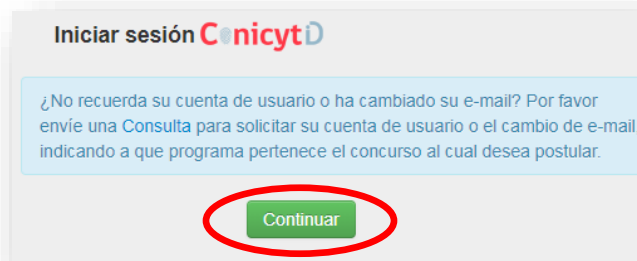 Iniciar sesión ConicytiD
¿No recuerda su cuenta de usuario o ha cambiado su e-mail? Por favor
envíe una Consulta para solicitar su cuenta de usuario o el cambio de e-mail
indicando a que programa pertenece el concurso al cual desea postular.
Continuar